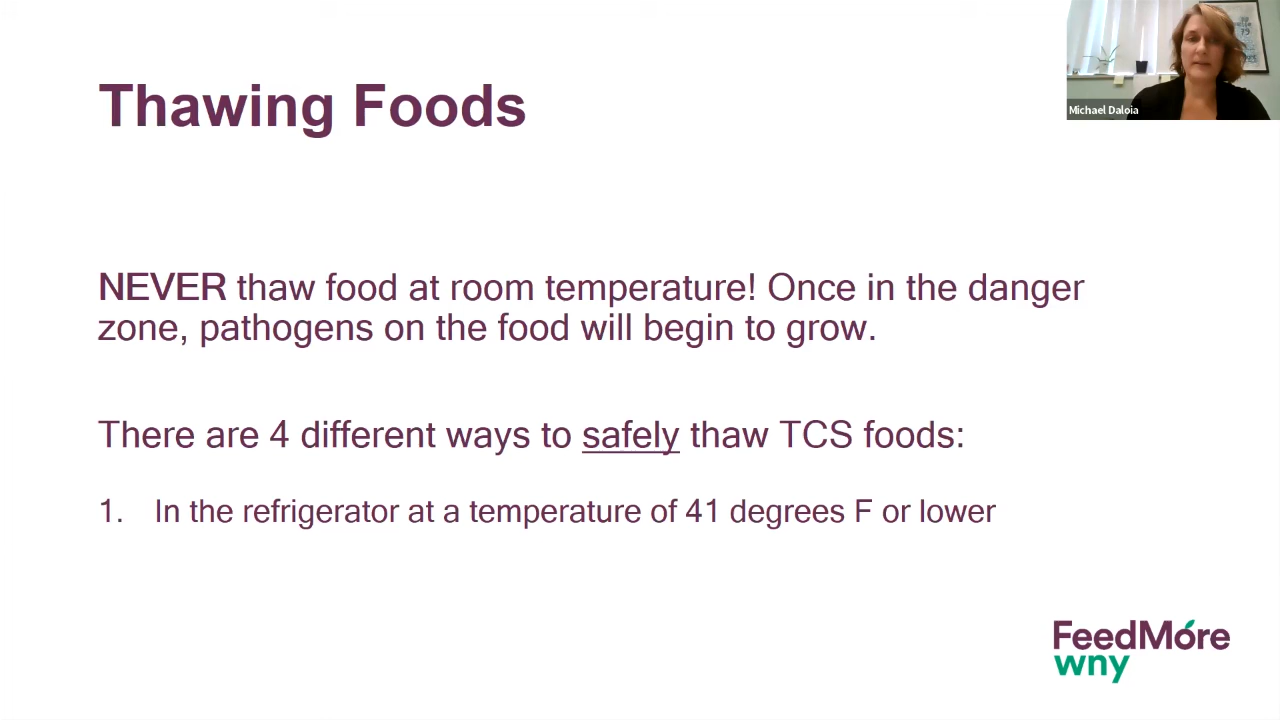 Thawing Foods
Michael Daloia
NEVER thaw food at room temperature! Once in the danger
zone, pathogens on the food will begin to grow.
There are 4 different ways to safely thaw TCS foods:
1. In the refrigerator at a temperature of 41 degrees F or lower
FeedMore
wny